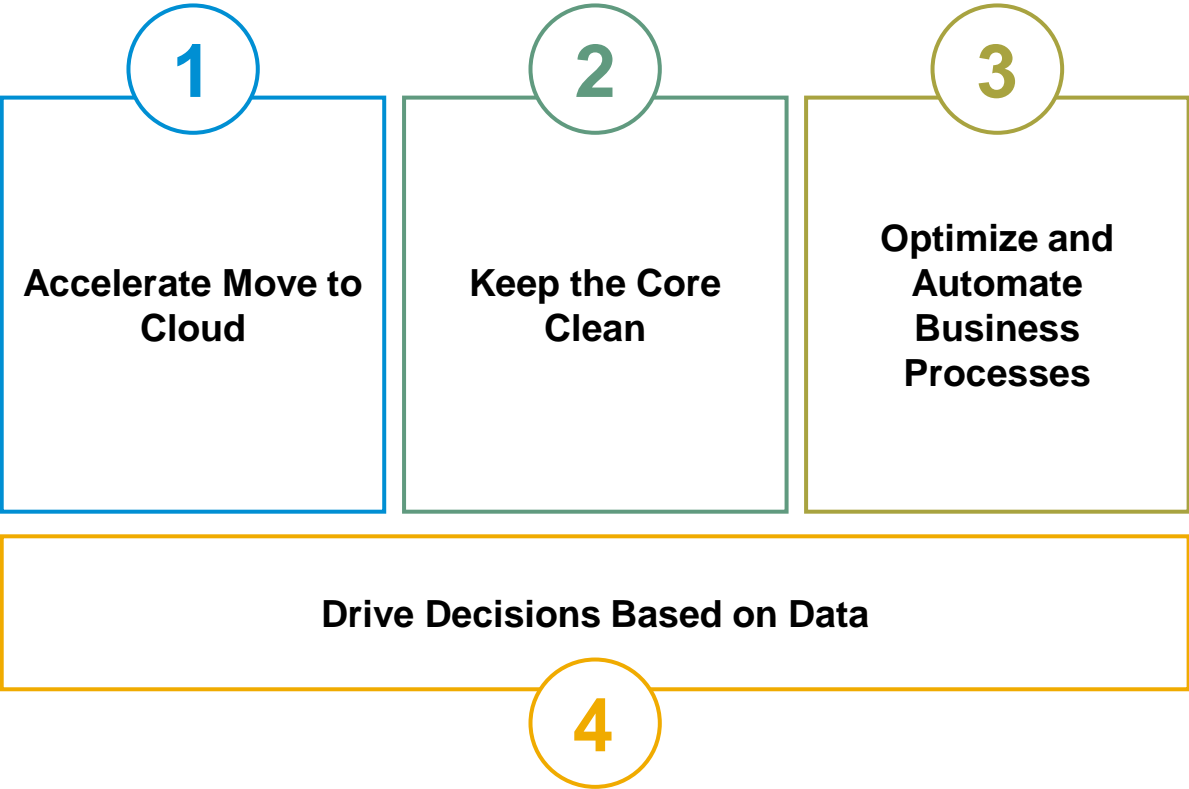 1
Accelerate Move to
Cloud
2
Keep the Core
Clean
3
Optimize and
Automate
Business
Processes
Drive Decisions Based on Data
4